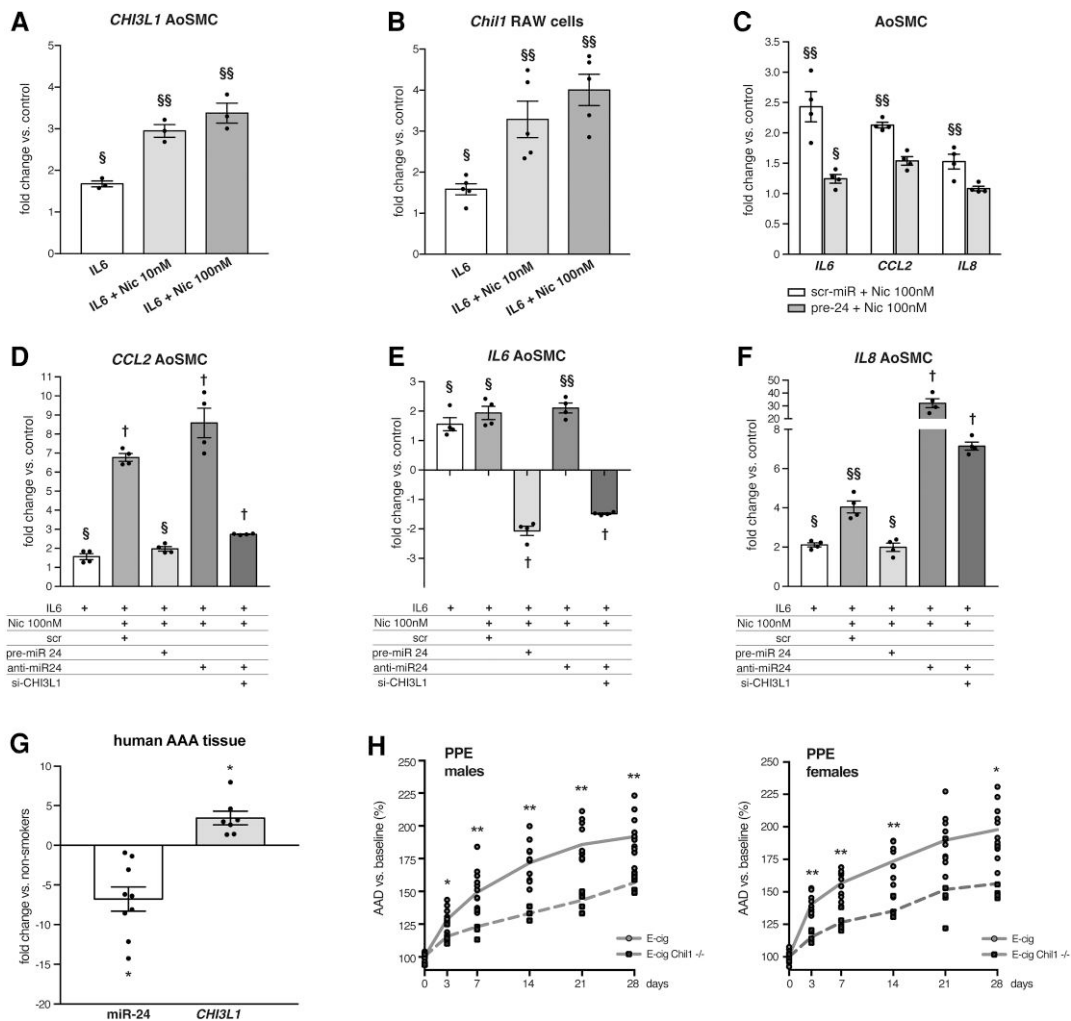 A
CHI3L1 AoSMC
fold change vs. control
5
4
3
2
1
0
§
§§
§§
IL6
IL6 + Nic 10nM
IL6 + Nic 100nM
B
Chil1 RAW cells
fold change vs. control
5
4
3
2
1
0
§
§§
§§
IL6
IL6 + Nic 10nM
IL6 + Nic 100nM
C
AoSMC
fold change vs. control
3.5
3.0
2.5
2.0
1.5
1.0
0.5
0.0
§§
§
§§
§§
IL6 CCL2 IL8
scr-miR + Nic 100nM
pre-24 + Nic 100nM
D
CCL2 AoSMC
fold change vs. control
11
10
9
8
7
6
5
4
3
2
1
0
§
†
§
†
†
IL6 + + + + +
Nic 100nM + + + +
scr +
pre-miR 24 +
anti-miR24 + +
si-CHI3L1 +
E
IL6 AoSMC
fold change vs. control
3
2
1
0
-1
-2
-3
§
§
†
§§
†
IL6 + + + + +
Nic 100nM + + + +
scr +
pre-miR 24 +
anti-miR24 + +
si-CHI3L1 +
F
IL8 AoSMC
fold change vs. control
50
40
30
20
10
8
6
4
2
0
§
§§
§
†
†
IL6 + + + + +
Nic 100nM + + + +
scr +
pre-miR 24 +
anti-miR24 + +
si-CHI3L1 +
G
human AAA tissue
fold change vs. non-smokers
10
5
0
-5
-10
-15
-20
*
*
miR-24 CHI3L1
H
PPE
males
AAD vs. baseline (%)
250
225
200
175
150
125
100
* ** ** ** **
E-cig
E-cig Chil1 -/-
0 3 7 14 21 28 days
PPE
females
AAD vs. baseline (%)
250
225
200
175
150
125
100
** ** ** *
E-cig
E-cig Chil1 -/-
0 3 7 14 21 28 days